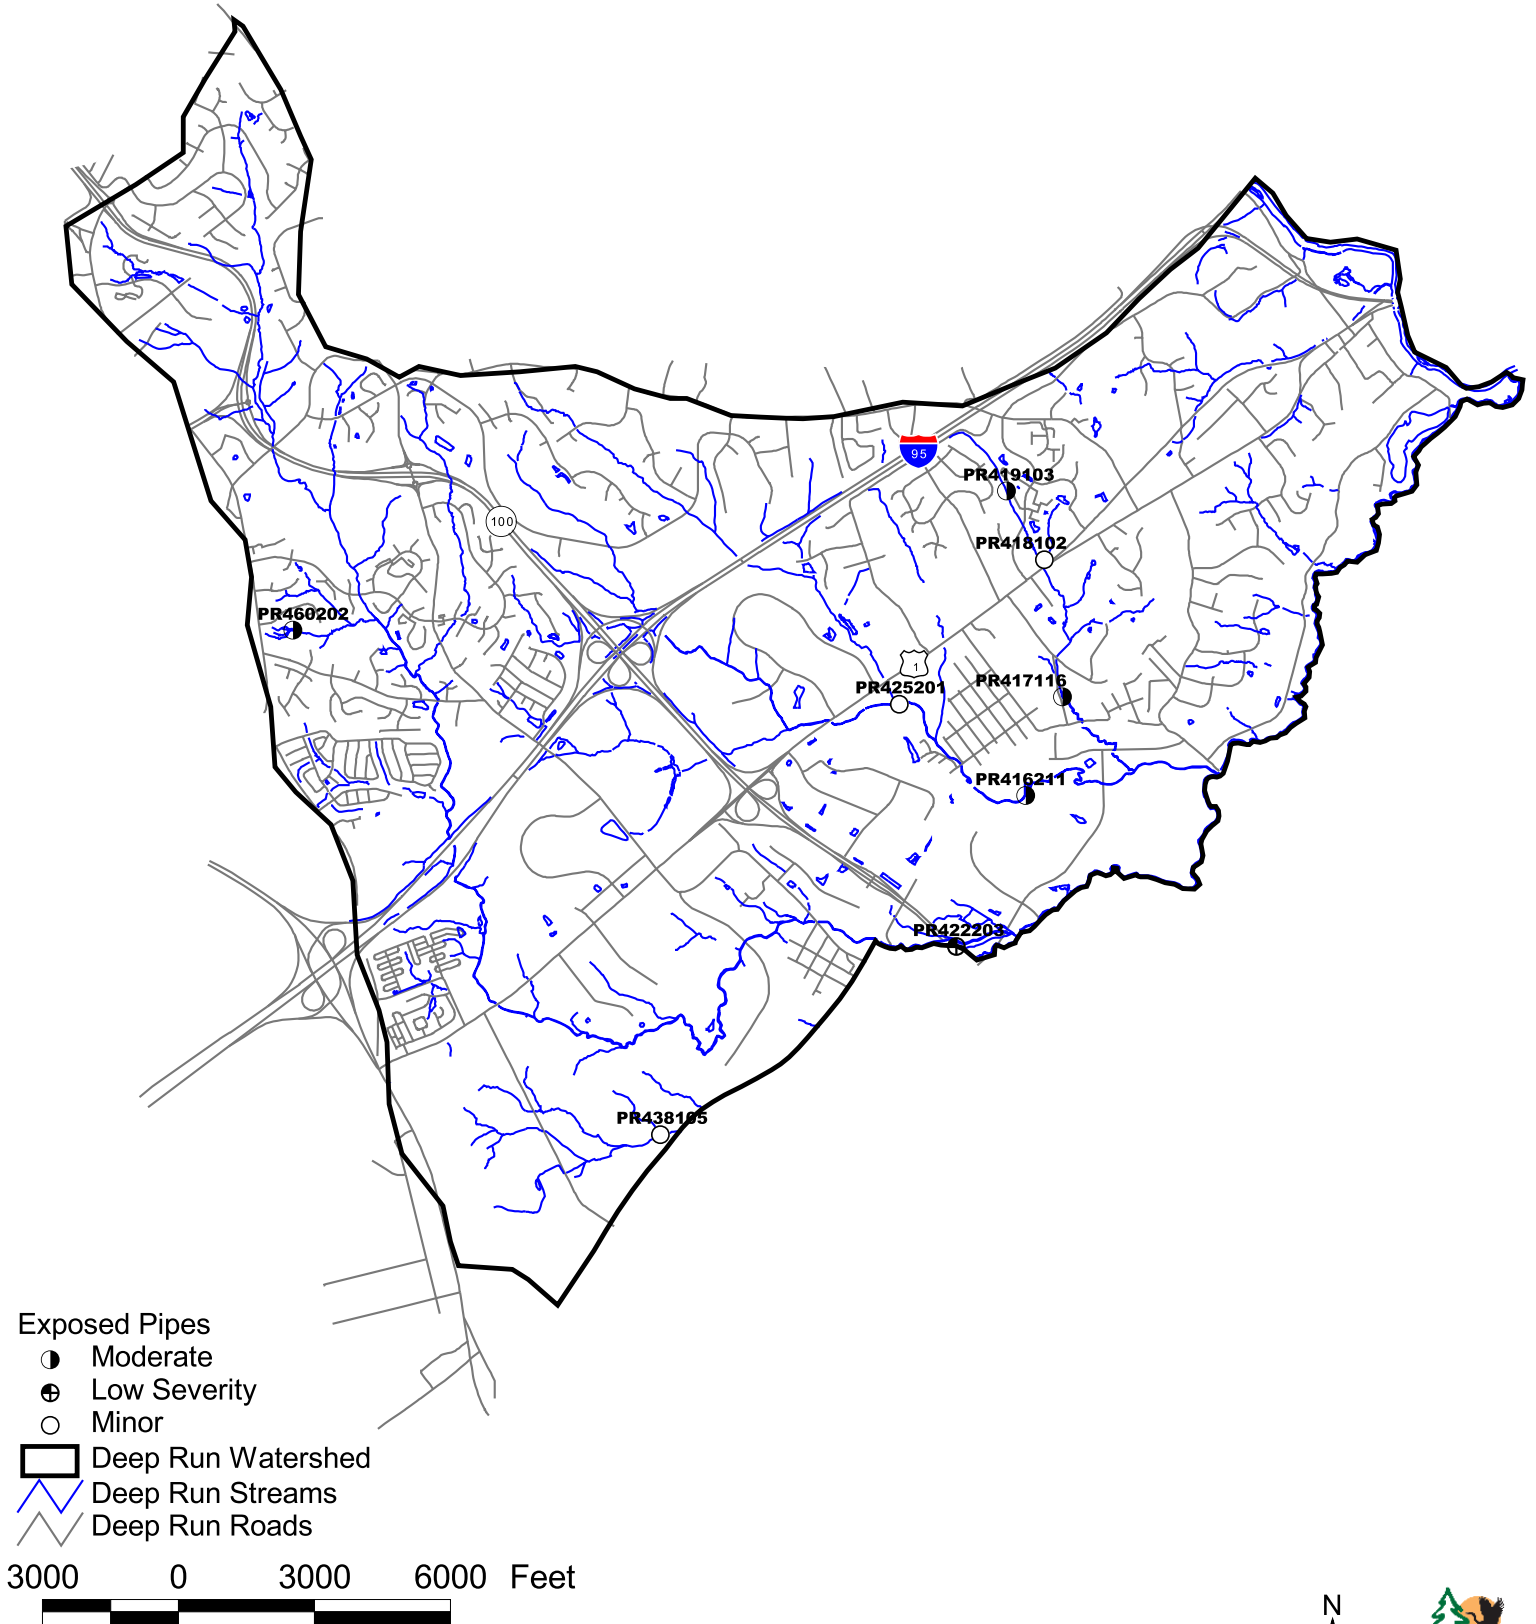 95
PR419103
100
PR418102
PR460202
1
PR417116
PR425201
PR416211
PR422203
PR438105
Exposed Pipes
Moderate
Low Severity
Minor
Deep Run Watershed
Deep Run Streams
Deep Run Roads
3000 0 3000 6000 Feet
N